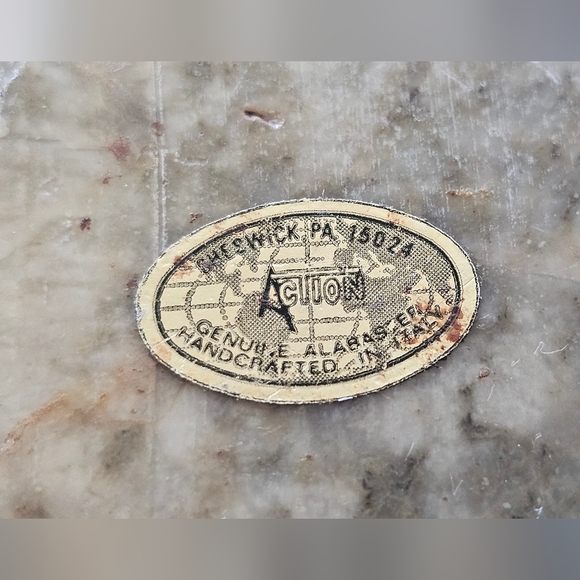 CHESWICK PA 15024
ACTION
GENUINE ALABASTER
HANDCRAFTED IN ITALY